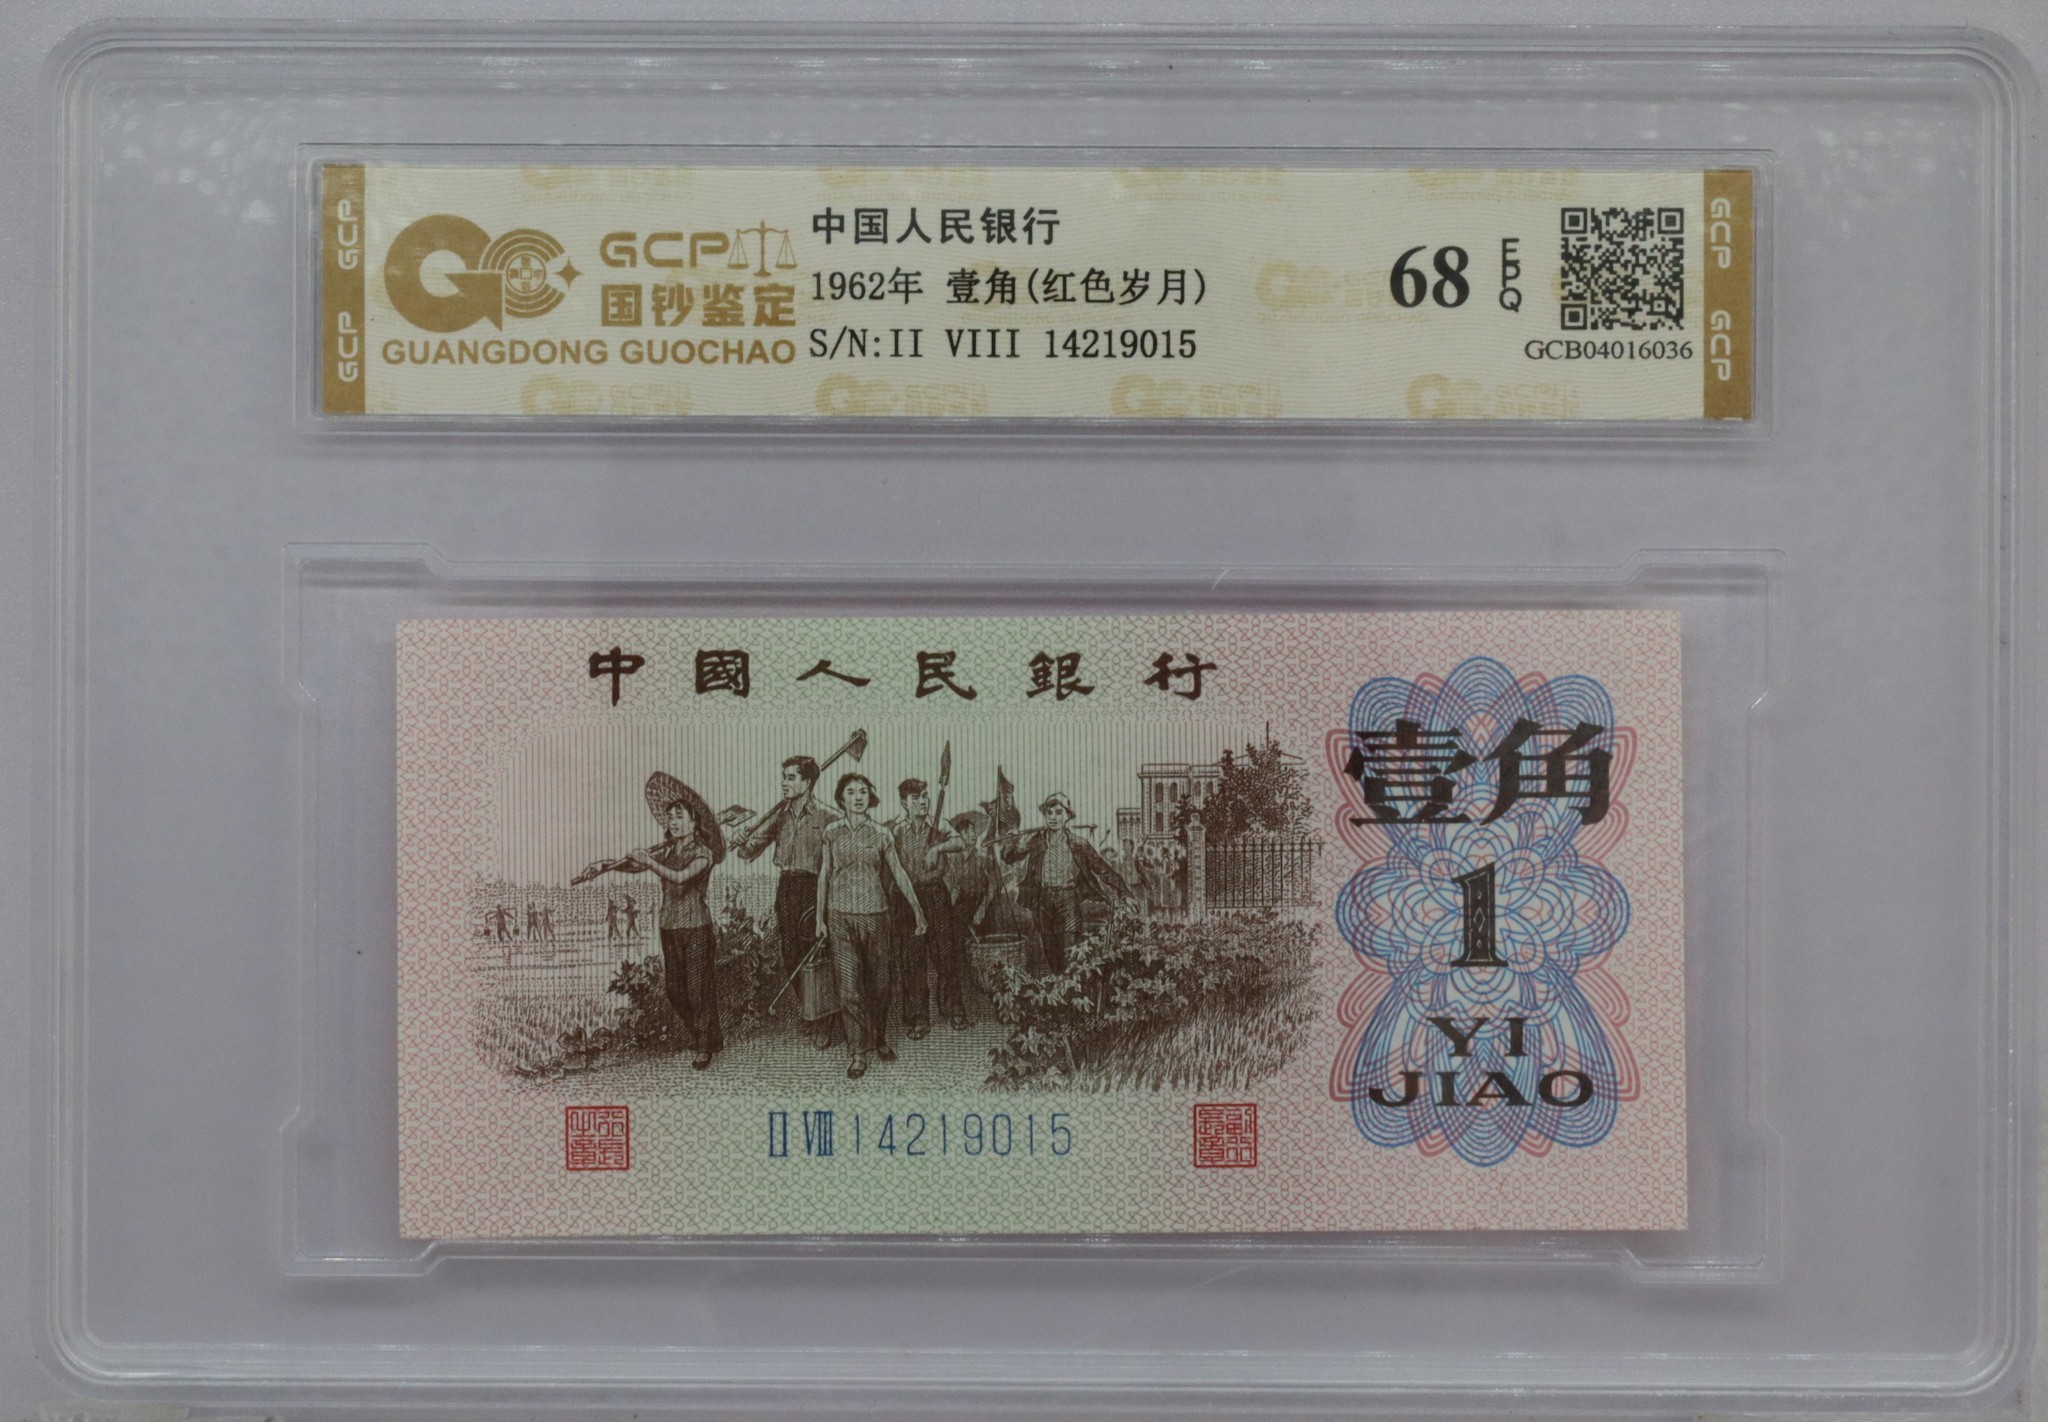 GCP
国钞鉴定
GUANGDONG GUOCHAO
中国人民银行
1962年 壹角(红色岁月)
S/N:II VIII 14219015
68
EPQ
GCB04016036
GCP
GCP
GCP
GCP
中國人民銀行
壹角
1
YI
JIAO
II VIII 14219015